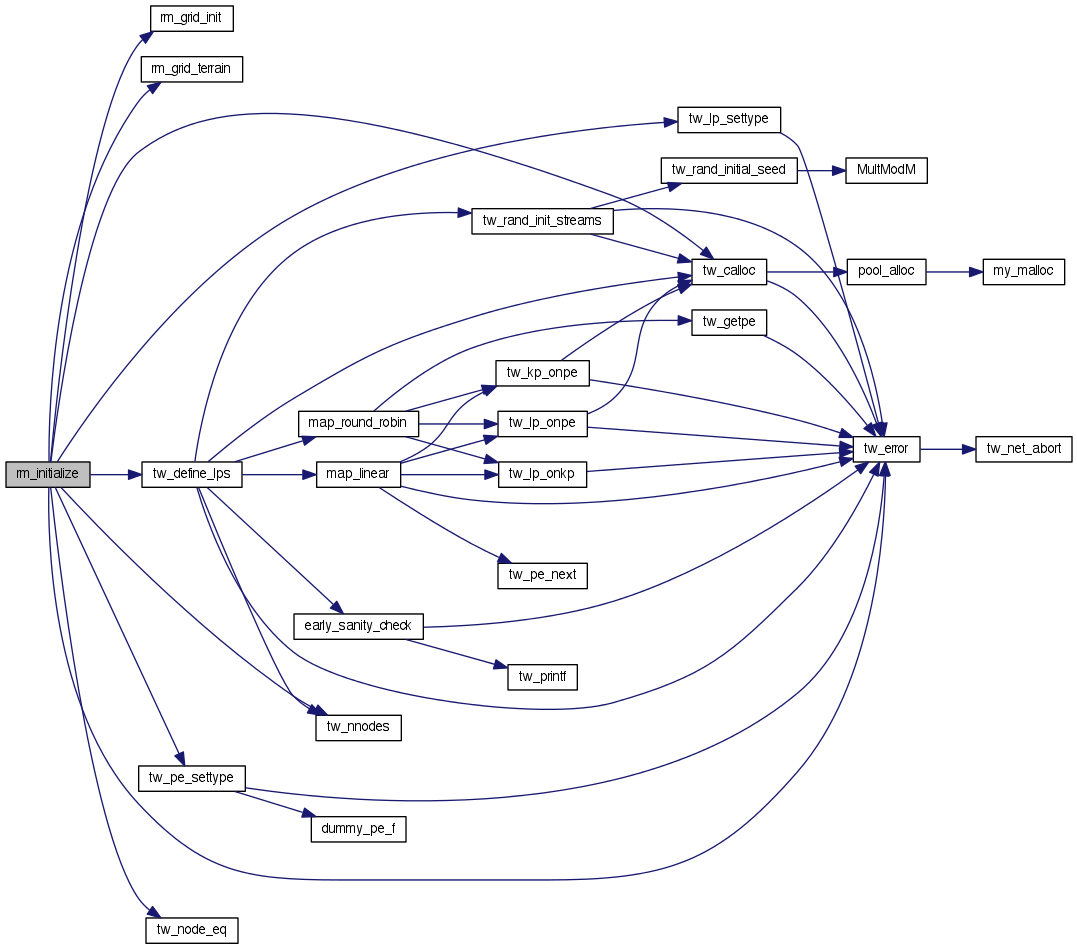 rm_grid_init
rm_grid_terrain
tw_lp_settype
tw_rand_initial_seed
MultModM
tw_rand_init_streams
tw_calloc
pool_alloc
my_malloc
tw_getpe
tw_kp_onpe
map_round_robin
tw_lp_onpe
tw_error
tw_net_abort
rm_initialize
tw_define_lps
map_linear
tw_lp_onkp
tw_pe_next
early_sanity_check
tw_printf
tw_nnodes
tw_pe_settype
dummy_pe_f
tw_node_eq